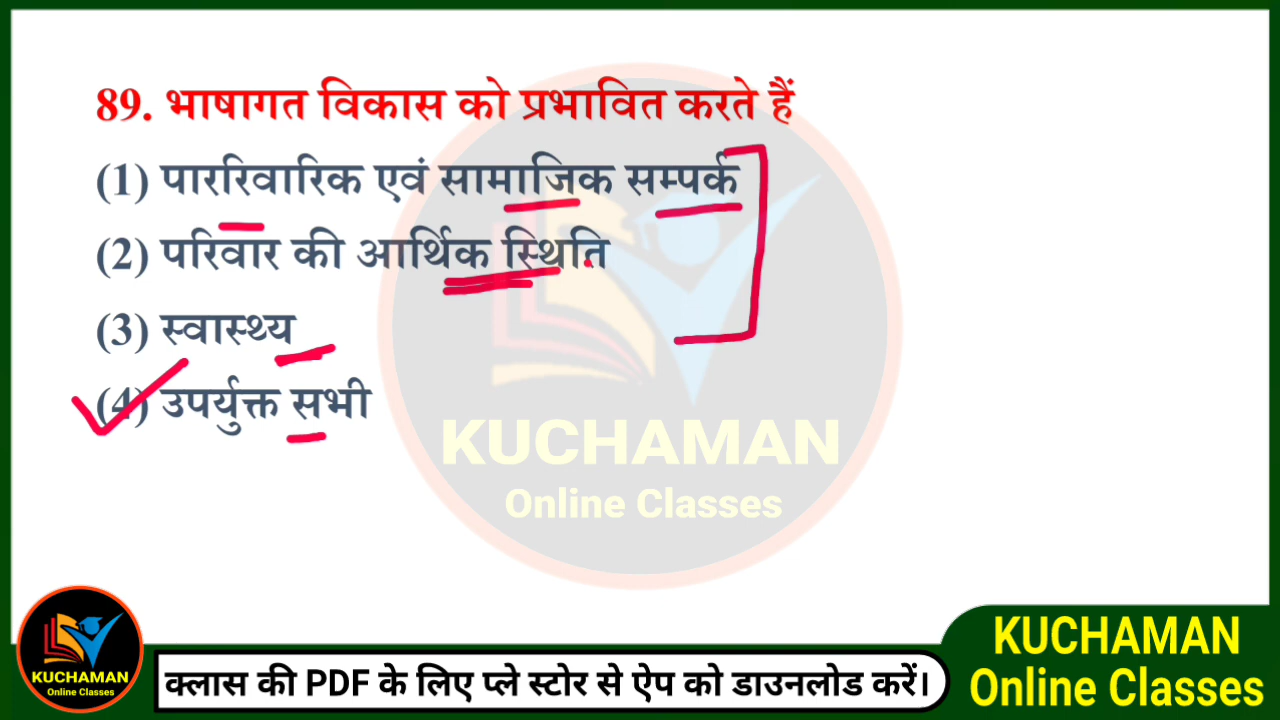 89. भाषागत विकास को प्रभावित करते हैं
(1) पाररिवारिक एवं सामाजिक सम्पर्क
(2) परिवार की आर्थिक स्थिति
(3) स्वास्थ्य
(4) उपर्युक्त सभी
KUCHAMAN
Online Classes
KUCHAMAN
Online Classes
क्लास की PDF के लिए प्ले स्टोर से ऐप को डाउनलोड करें।
KUCHAMAN
Online Classes